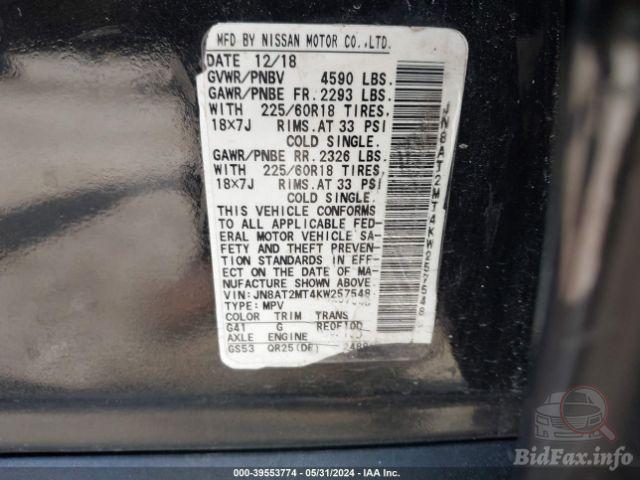 MFD BY NISSAN MOTOR CO.,LTD.
DATE 12/18
GVWR/PNBV 4590 LBS.
GAWR/PNBE FR. 2293 LBS.
WITH 225/60R18 TIRES,
18X7J RIMS. AT 33 PSI
COLD SINGLE.
GAWR/PNBE RR. 2326 LBS.
WITH 225/60R18 TIRES,
18X7J RIMS. AT 33 PSI
COLD SINGLE.
THIS VEHICLE CONFORMS
TO ALL APPLICABLE FED-
ERAL MOTOR VEHICLE SA-
FETY AND THEFT PREVEN-
TION STANDARDS IN EFF-
ECT ON THE DATE OF MA-
NUFACTURE SHOWN ABOVE.
VIN: JN8AT2MT4KW257548
TYPE: MPV
COLOR TRIM TRANS
G41 G RE0F10D
AXLE ENGINE
GS53 QR25(DE)
JN8AT2MT4KW257548
BidFax.info
000-39553774 - 05/31/2024 - IAA Inc.